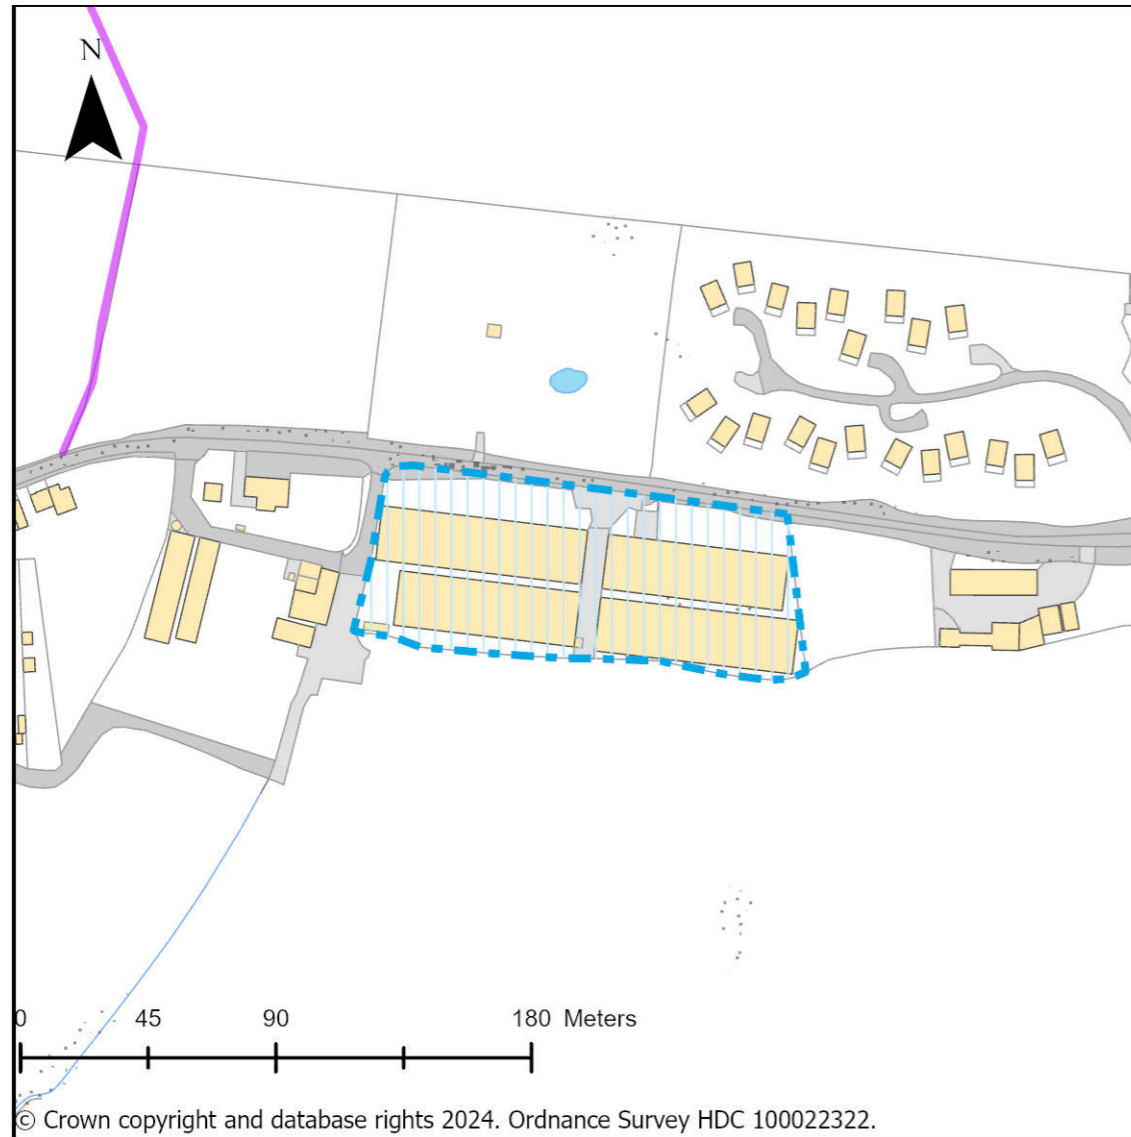 N
0 45 90 180 Meters
© Crown copyright and database rights 2024. Ordnance Survey HDC 100022322.